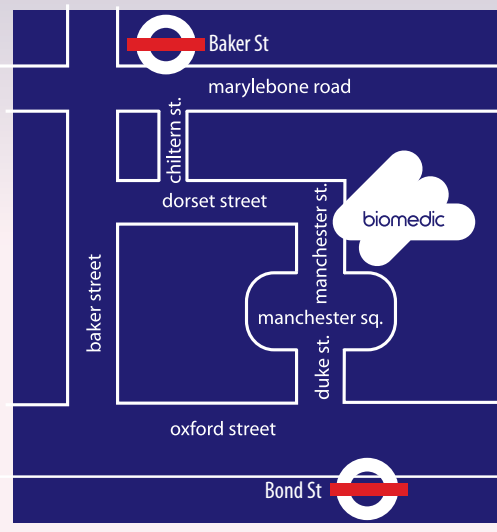 Baker St
marylebone road
chiltern st.
dorset street
manchester st.
biomedic
baker street
manchester sq.
duke st.
oxford street
Bond St